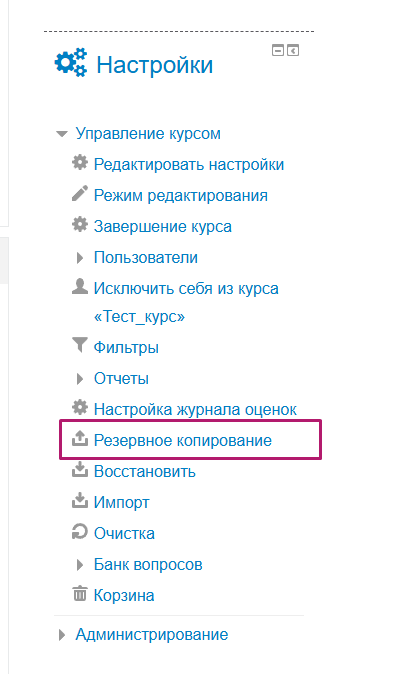 Настройки
Управление курсом
Редактировать настройки
Режим редактирования
Завершение курса
Пользователи
Исключить себя из курса
«Тест_курс»
Фильтры
Отчеты
Настройка журнала оценок
Резервное копирование
Восстановить
Импорт
Очистка
Банк вопросов
Корзина
Администрирование